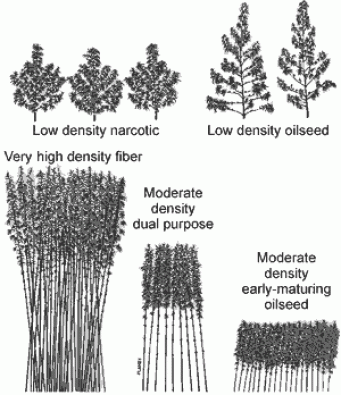 Low density narcotic
Low density oilseed
Very high density fiber
Moderate
density
dual purpose
Moderate
density
early-maturing
oilseed